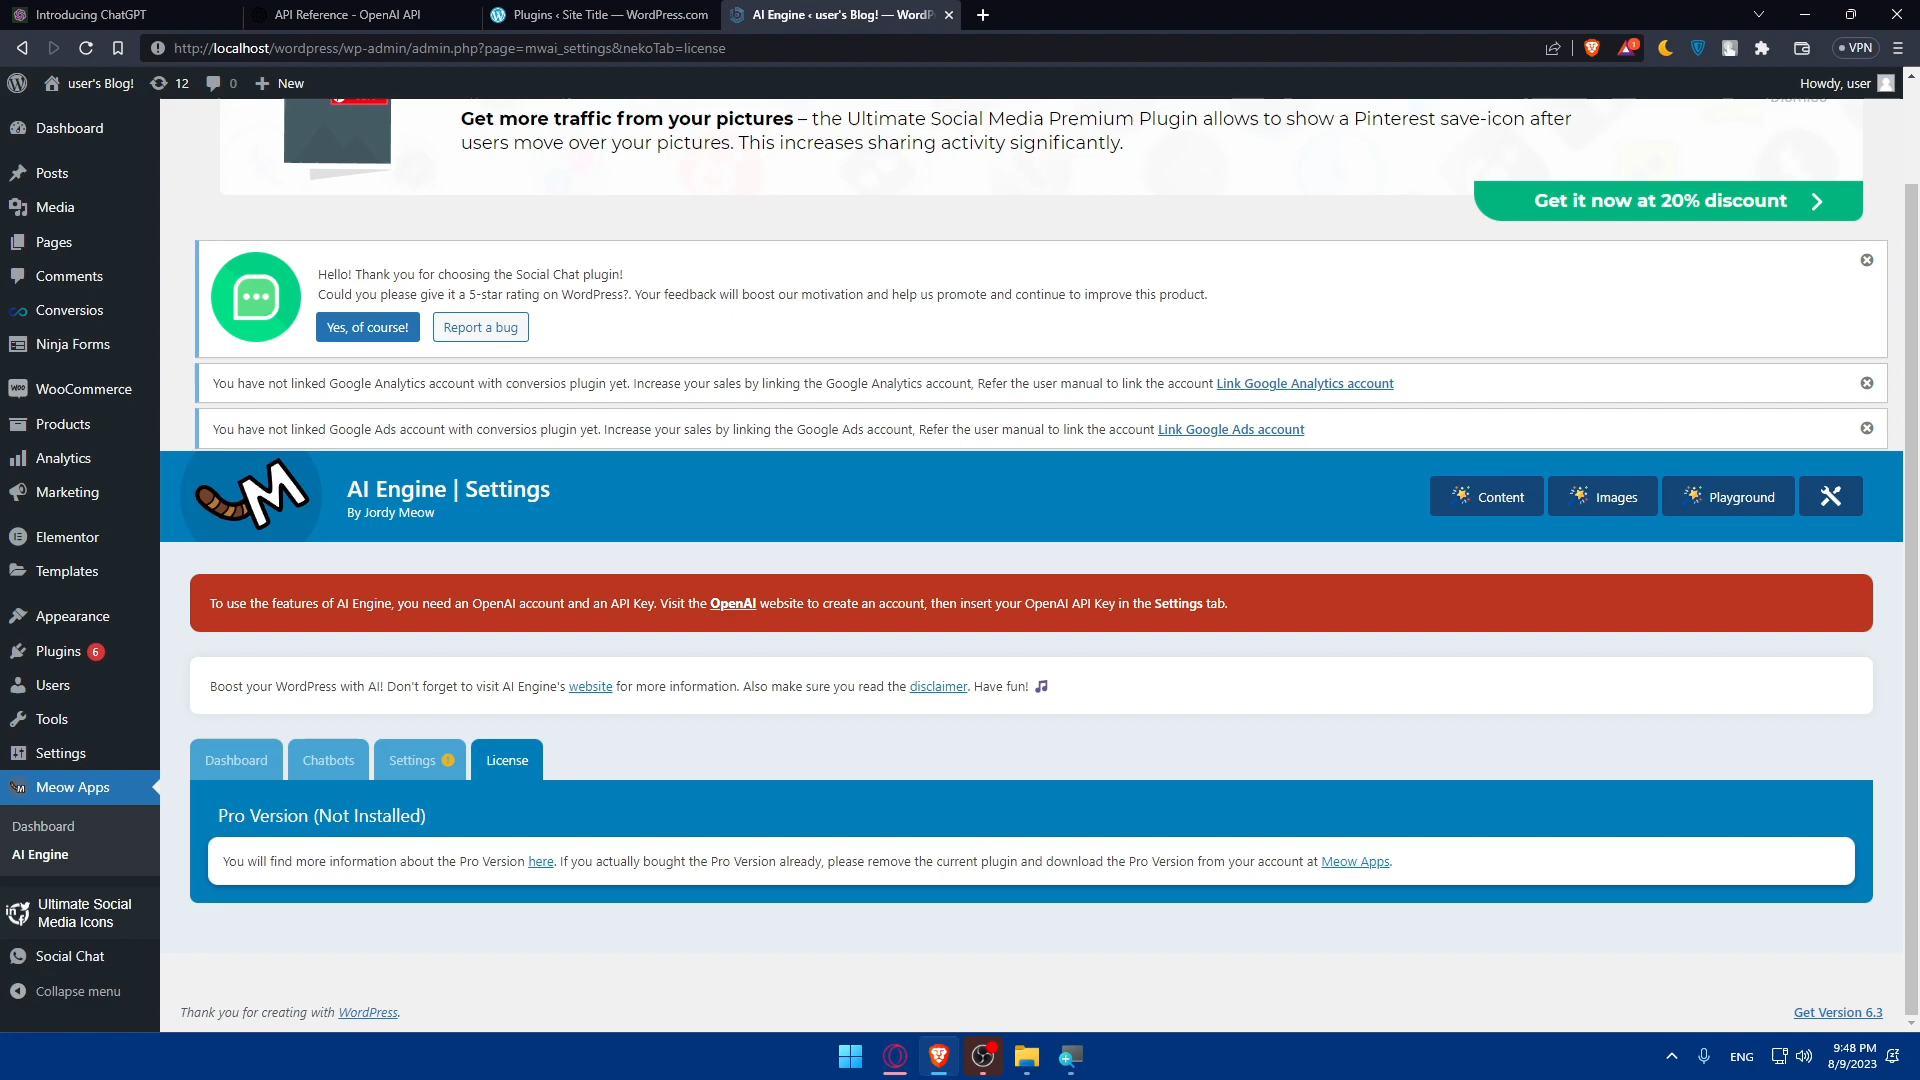 Introducing ChatGPT
API Reference - OpenAI API
Plugins ‹ Site Title — WordPress.com
AI Engine ‹ user's Blog! — WordP
http://localhost/wordpress/wp-admin/admin.php?page=mwai_settings&nekoTab=license
1
VPN
user's Blog!
12
0
New
Howdy, user
Dashboard
Posts
Media
Pages
Comments
Conversios
Ninja Forms
WooCommerce
Products
Analytics
Marketing
Elementor
Templates
Appearance
Plugins 6
Users
Tools
Settings
Meow Apps
Dashboard
AI Engine
Ultimate Social
Media Icons
Social Chat
Collapse menu
Get more traffic from your pictures – the Ultimate Social Media Premium Plugin allows to show a Pinterest save-icon after
users move over your pictures. This increases sharing activity significantly.
Get it now at 20% discount
Hello! Thank you for choosing the Social Chat plugin!
Could you please give it a 5-star rating on WordPress?. Your feedback will boost our motivation and help us promote and continue to improve this product.
Yes, of course!
Report a bug
You have not linked Google Analytics account with conversios plugin yet. Increase your sales by linking the Google Analytics account, Refer the user manual to link the account Link Google Analytics account
You have not linked Google Ads account with conversios plugin yet. Increase your sales by linking the Google Ads account, Refer the user manual to link the account Link Google Ads account
M
AI Engine | Settings
By Jordy Meow
Content
Images
Playground
To use the features of AI Engine, you need an OpenAI account and an API Key. Visit the OpenAI website to create an account, then insert your OpenAI API Key in the Settings tab.
Boost your WordPress with AI! Don't forget to visit AI Engine's website for more information. Also make sure you read the disclaimer. Have fun!
Dashboard
Chatbots
Settings
License
Pro Version (Not Installed)
You will find more information about the Pro Version here. If you actually bought the Pro Version already, please remove the current plugin and download the Pro Version from your account at Meow Apps.
Thank you for creating with WordPress.
Get Version 6.3
ENG
9:48 PM
8/9/2023